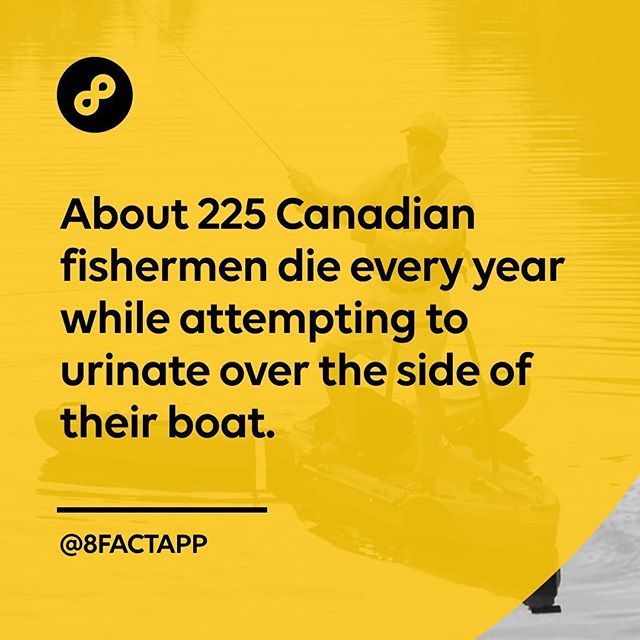 About 225 Canadian
fishermen die every year
while attempting to
urinate over the side of
their boat.
@8FACTAPP